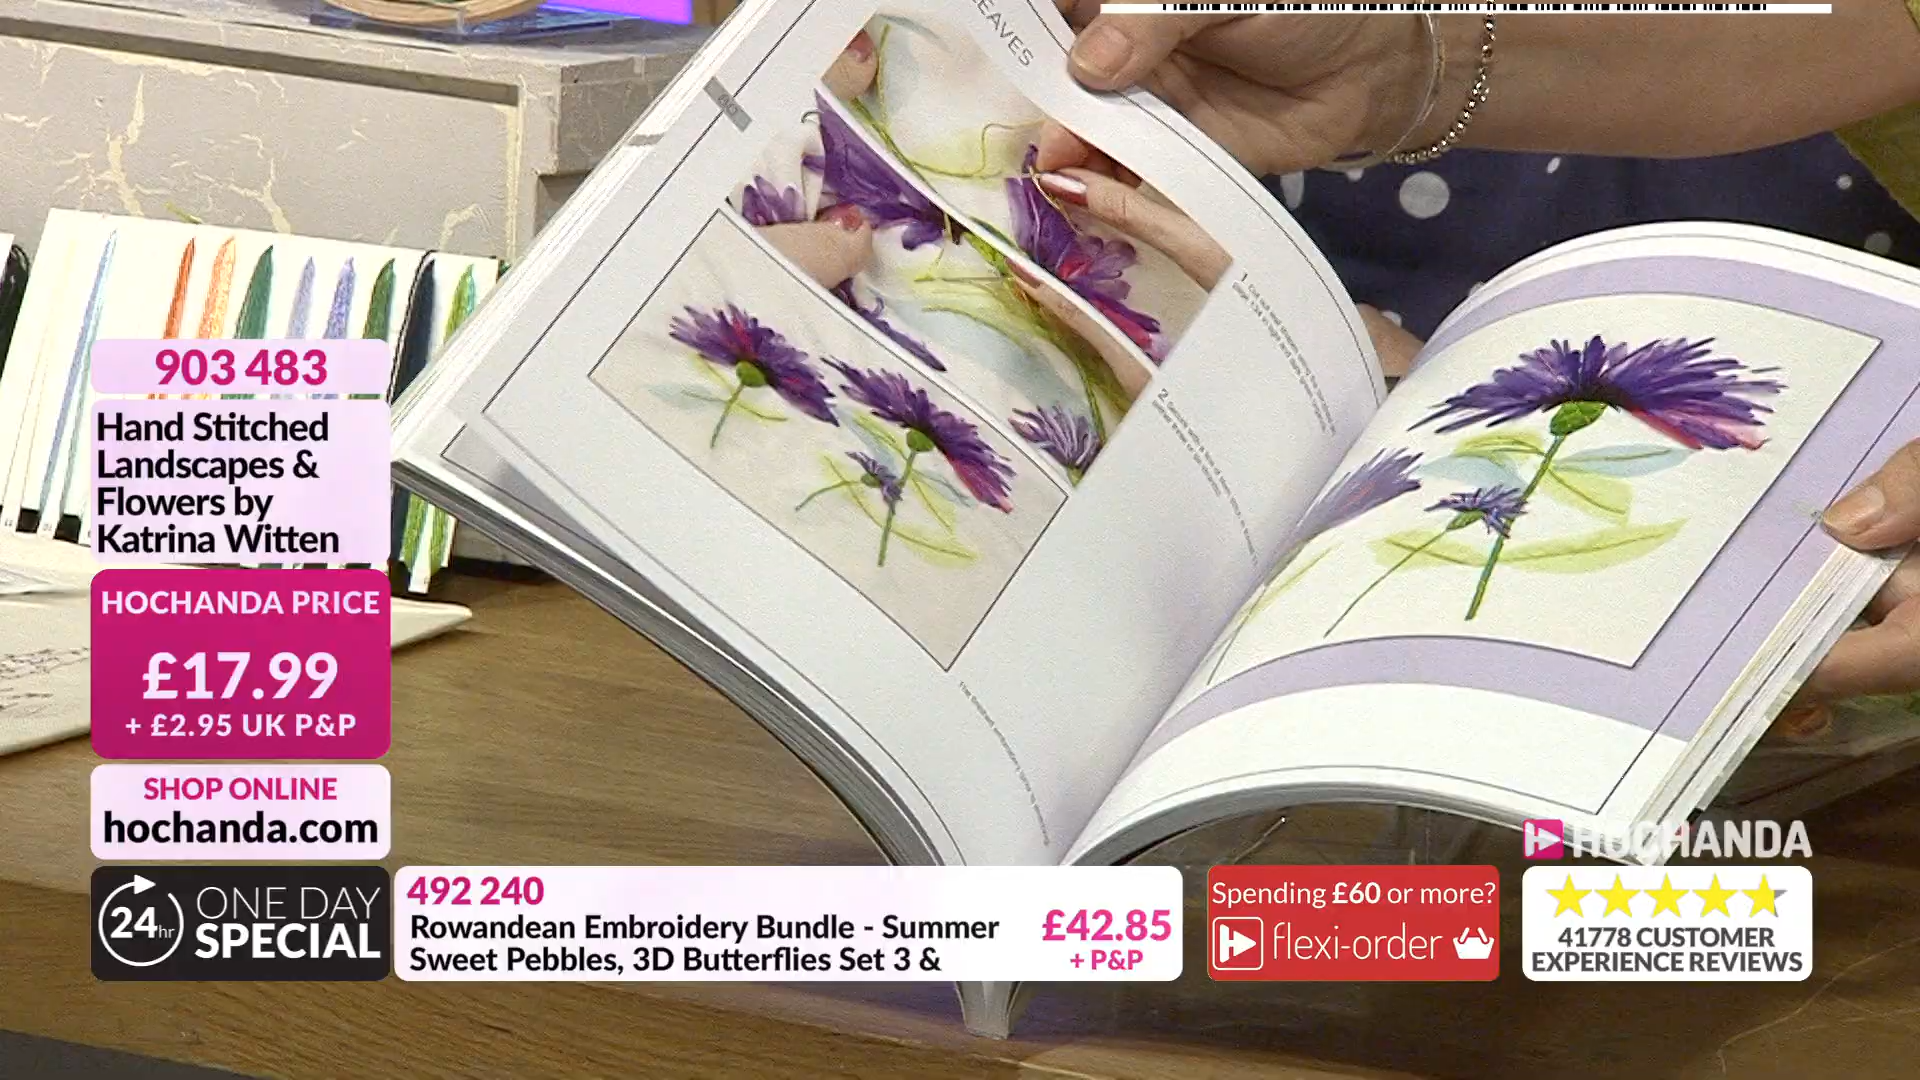 LEAVES
903 483
Hand Stitched
Landscapes &
Flowers by
Katrina Witten
HOCHANDA PRICE
£17.99
+ £2.95 UK P&P
SHOP ONLINE
hochanda.com
24hr
ONE DAY
SPECIAL
492 240
Rowandean Embroidery Bundle - Summer
Sweet Pebbles, 3D Butterflies Set 3 &
£42.85
+ P&P
Spending £60 or more?
flexi-order
HOCHANDA
41778 CUSTOMER
EXPERIENCE REVIEWS